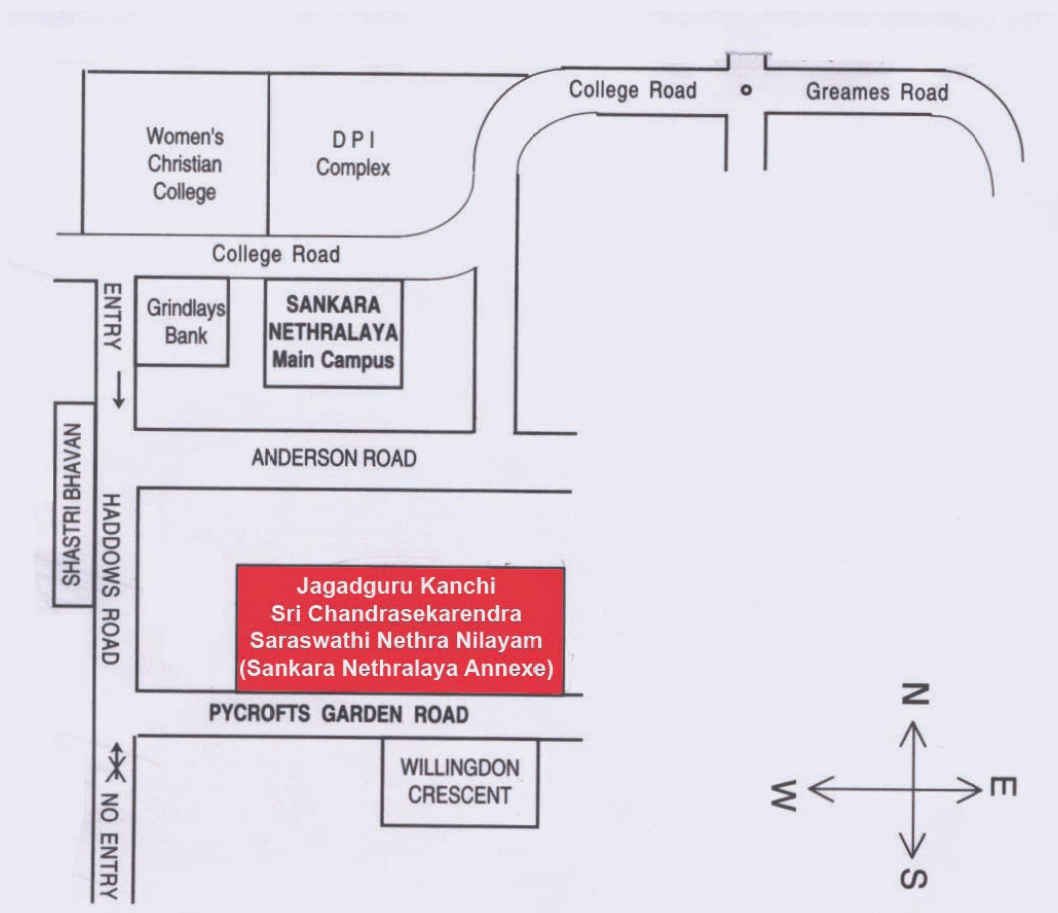 College Road
Greames Road
Women's
Christian
College
D P I
Complex
College Road
ENTRY
Grindlays
Bank
SANKARA
NETHRALAYA
Main Campus
SHASTRI BHAVAN
HADDOWS ROAD
ANDERSON ROAD
Jagadguru Kanchi
Sri Chandrasekarendra
Saraswathi Nethra Nilayam
(Sankara Nethralaya Annexe)
PYCROFTS GARDEN ROAD
WILLINGDON
CRESCENT
NO ENTRY
N
W
E
S